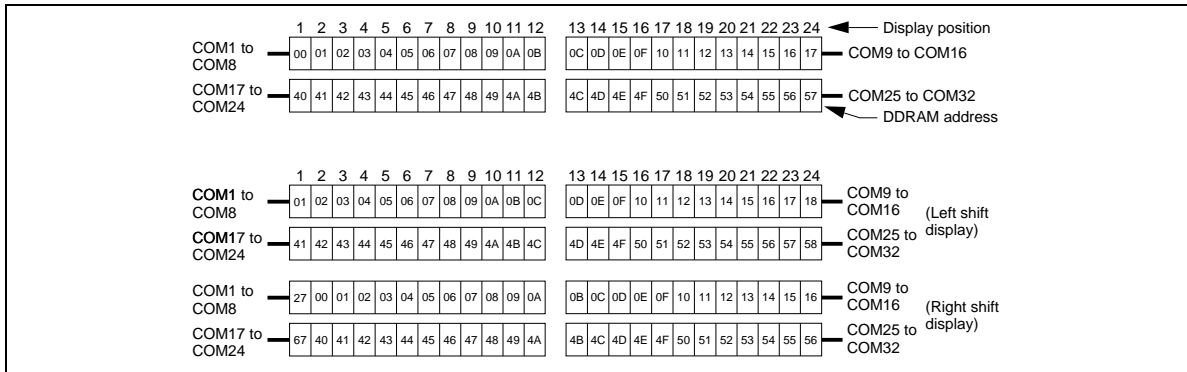 1 2 3 4 5 6 7 8 9 10 11 12 13 14 15 16 17 18 19 20 21 22 23 24 Display position
COM1 to COM8 00 01 02 03 04 05 06 07 08 09 0A 0B 0C 0D 0E 0F 10 11 12 13 14 15 16 17 COM9 to COM16
COM17 to COM24 40 41 42 43 44 45 46 47 48 49 4A 4B 4C 4D 4E 4F 50 51 52 53 54 55 56 57 COM25 to COM32
DDRAM address
1 2 3 4 5 6 7 8 9 10 11 12 13 14 15 16 17 18 19 20 21 22 23 24
COM1 to COM8 01 02 03 04 05 06 07 08 09 0A 0B 0C 0D 0E 0F 10 11 12 13 14 15 16 17 18 COM9 to COM16
(Left shift display)
COM17 to COM24 41 42 43 44 45 46 47 48 49 4A 4B 4C 4D 4E 4F 50 51 52 53 54 55 56 57 58 COM25 to COM32
COM1 to COM8 27 00 01 02 03 04 05 06 07 08 09 0A 0B 0C 0D 0E 0F 10 11 12 13 14 15 16 COM9 to COM16
(Right shift display)
COM17 to COM24 67 40 41 42 43 44 45 46 47 48 49 4A 4B 4C 4D 4E 4F 50 51 52 53 54 55 56 COM25 to COM32